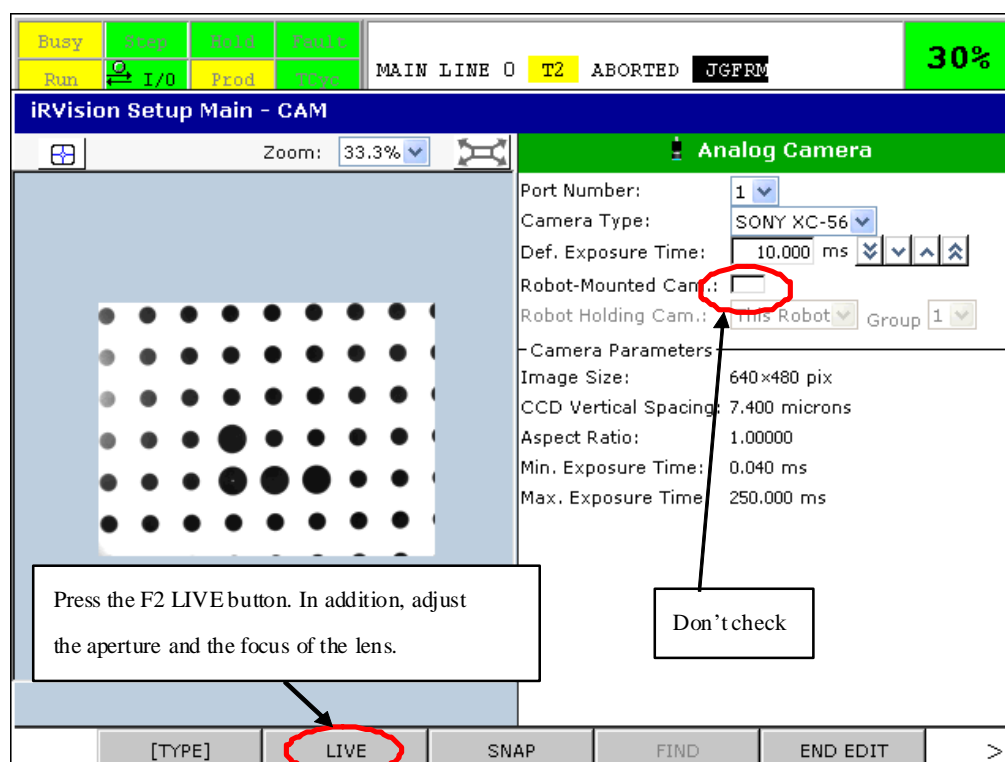 Busy Step Hold Fault
Run I/O Prod TCyc
MAIN LINE 0 T2 ABORTED JGFRM
30%
iRVision Setup Main - CAM
Zoom: 33.3%
Analog Camera
Port Number: 1
Camera Type: SONY XC-56
Def. Exposure Time: 10.000 ms
Robot-Mounted Cam.:
Robot Holding Cam.: This Robot Group 1
Camera Parameters
Image Size: 640×480 pix
CCD Vertical Spacing: 7.400 microns
Aspect Ratio: 1.00000
Min. Exposure Time: 0.040 ms
Max. Exposure Time 250.000 ms
Press the F2 LIVE button. In addition, adjust
the aperture and the focus of the lens.
Don't check
[TYPE] LIVE SNAP FIND END EDIT >